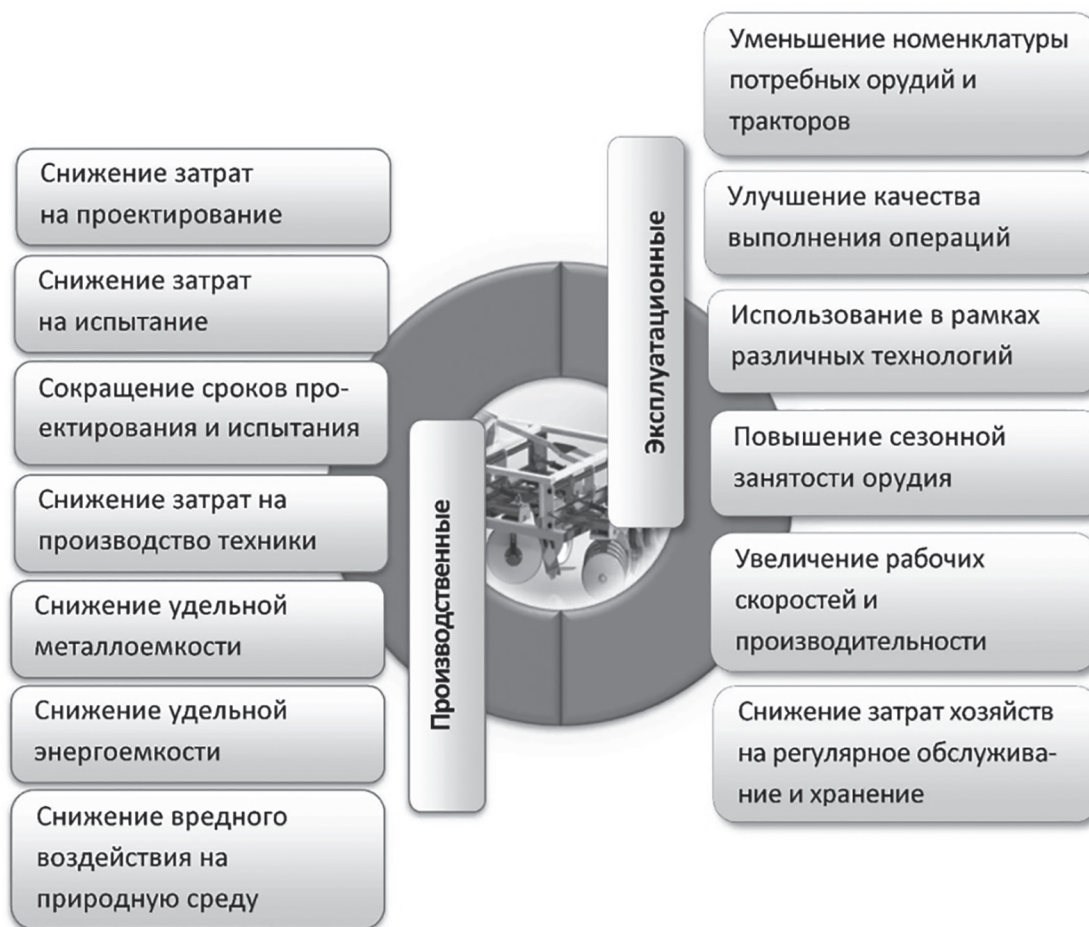 Снижение затрат
на проектирование
Снижение затрат
на испытание
Сокращение сроков про-
ектирования и испытания
Снижение затрат на
производство техники
Снижение удельной
металлоемкости
Снижение удельной
энергоемкости
Снижение вредного
воздействия на
природную среду
Производственные
Эксплуатационные
Уменьшение номенклатуры
потребных орудий и
тракторов
Улучшение качества
выполнения операций
Использование в рамках
различных технологий
Повышение сезонной
занятости орудия
Увеличение рабочих
скоростей и
производительности
Снижение затрат хозяйств
на регулярное обслужива-
ние и хранение